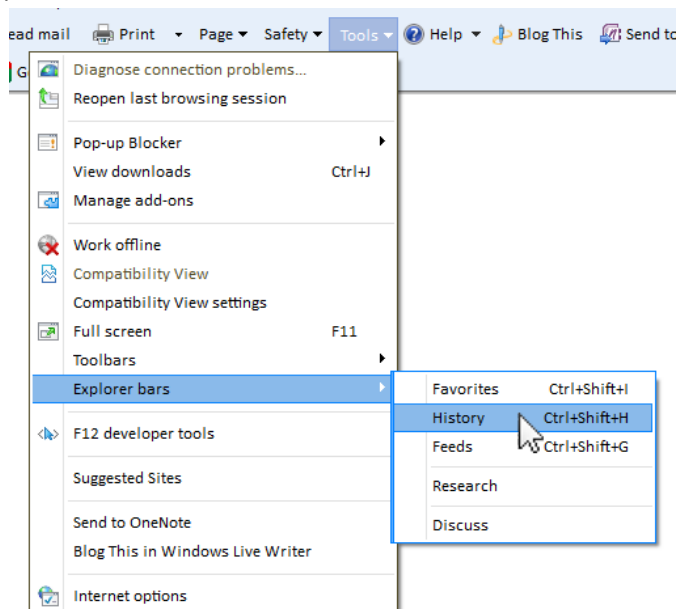 ead mail Print Page Safety Tools Help Blog This Send to
G
Diagnose connection problems...
Reopen last browsing session
Pop-up Blocker
View downloads Ctrl+J
Manage add-ons
Work offline
Compatibility View
Compatibility View settings
Full screen F11
Toolbars
Explorer bars
Favorites Ctrl+Shift+I
History Ctrl+Shift+H
Feeds Ctrl+Shift+G
Research
Discuss
F12 developer tools
Suggested Sites
Send to OneNote
Blog This in Windows Live Writer
Internet options